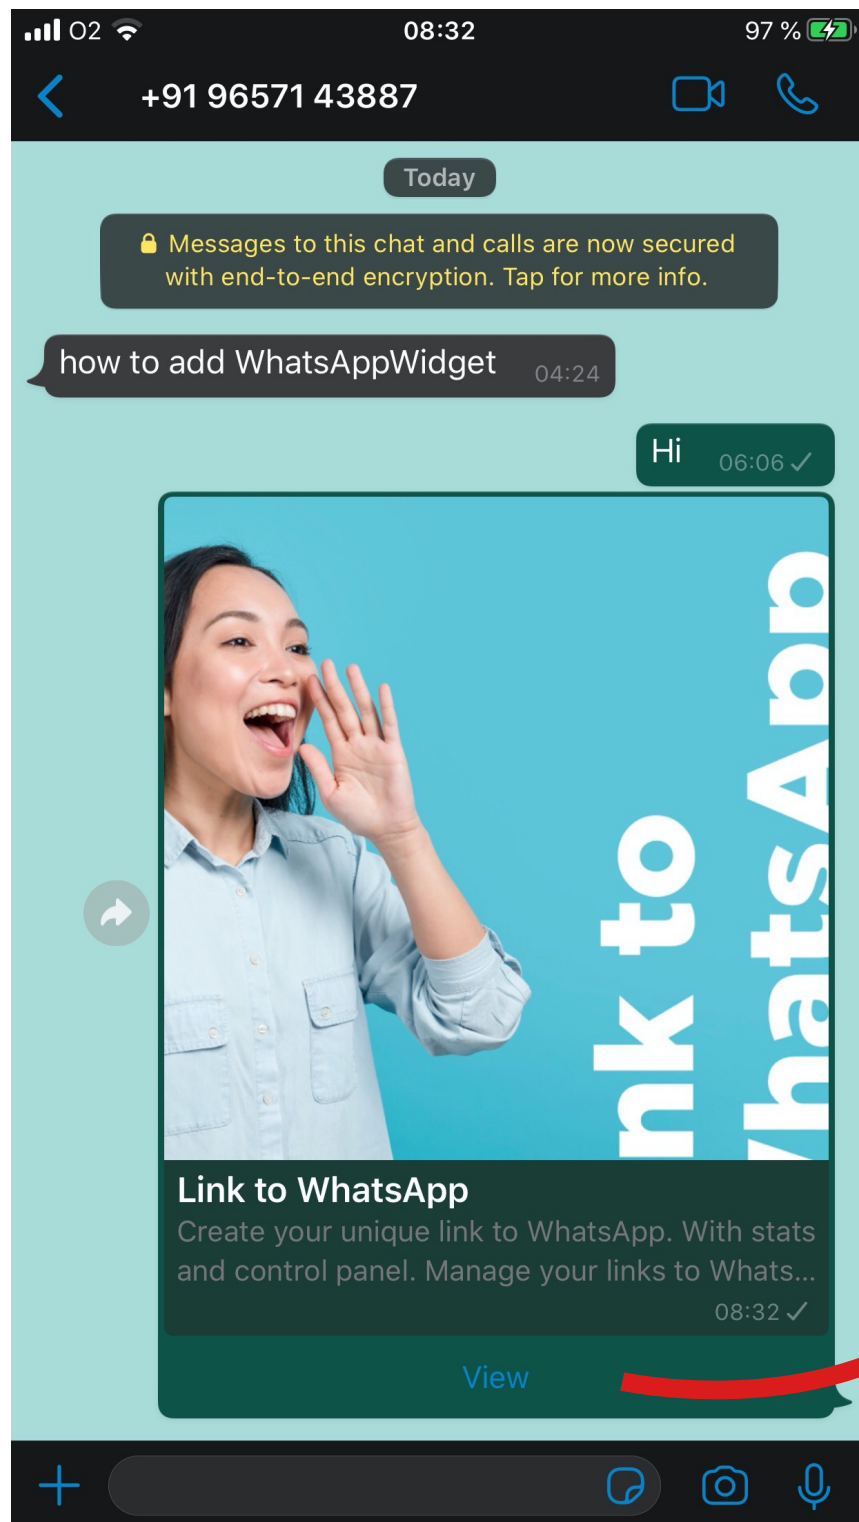 O2 08:32 97 %
+91 96571 43887
Today
Messages to this chat and calls are now secured
with end-to-end encryption. Tap for more info.
how to add WhatsAppWidget 04:24
Hi 06:06
nk to
hatsApp
Link to WhatsApp
Create your unique link to WhatsApp. With stats
and control panel. Manage your links to Whats...
08:32
View